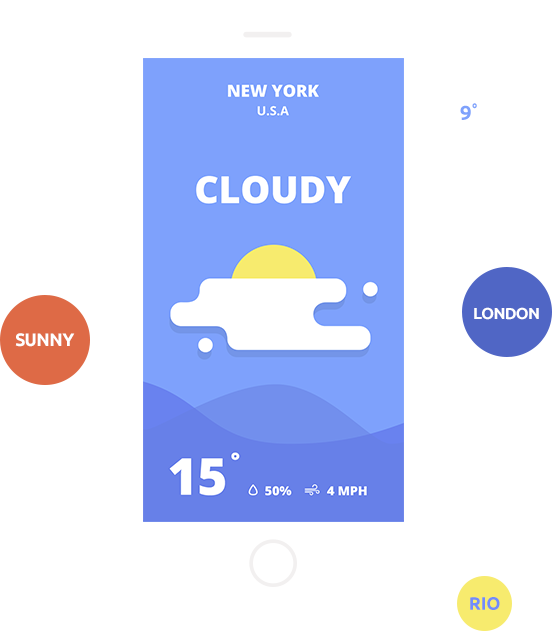 NEW YORK
U.S.A
9°
CLOUDY
SUNNY
LONDON
15°
50%
4 MPH
RIO